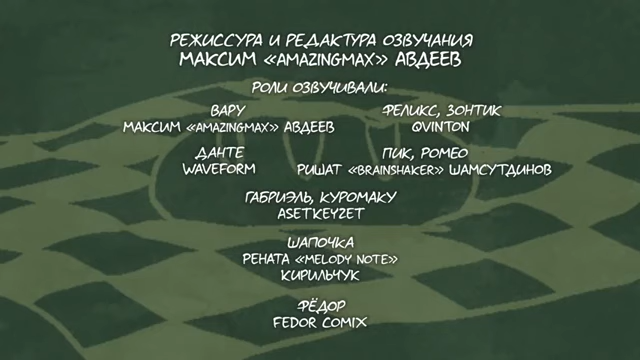 РЕЖИССУРА И РЕДАКТУРА ОЗВУЧАНИЯ
МАКСИМ «AMAZINGMAX» АВДЕЕВ
РОЛИ ОЗВУЧИВАЛИ:
ВАРУ
МАКСИМ «AMAZINGMAX» АВДЕЕВ
ФЕЛИКС, ЗОНТИК
QVINTON
ДАНТЕ
WAVEFORM
ПИК, РОМЕО
РИШАТ «BRAINSHAKER» ШАМСУТДИНОВ
ГАБРИЭЛЬ, КУРОМАКУ
ASETKEYZET
ШАПОЧКА
РЕНАТА «MELODY NOTE»
КИРИЛЬЧУК
ФЁДОР
FEDOR COMIX